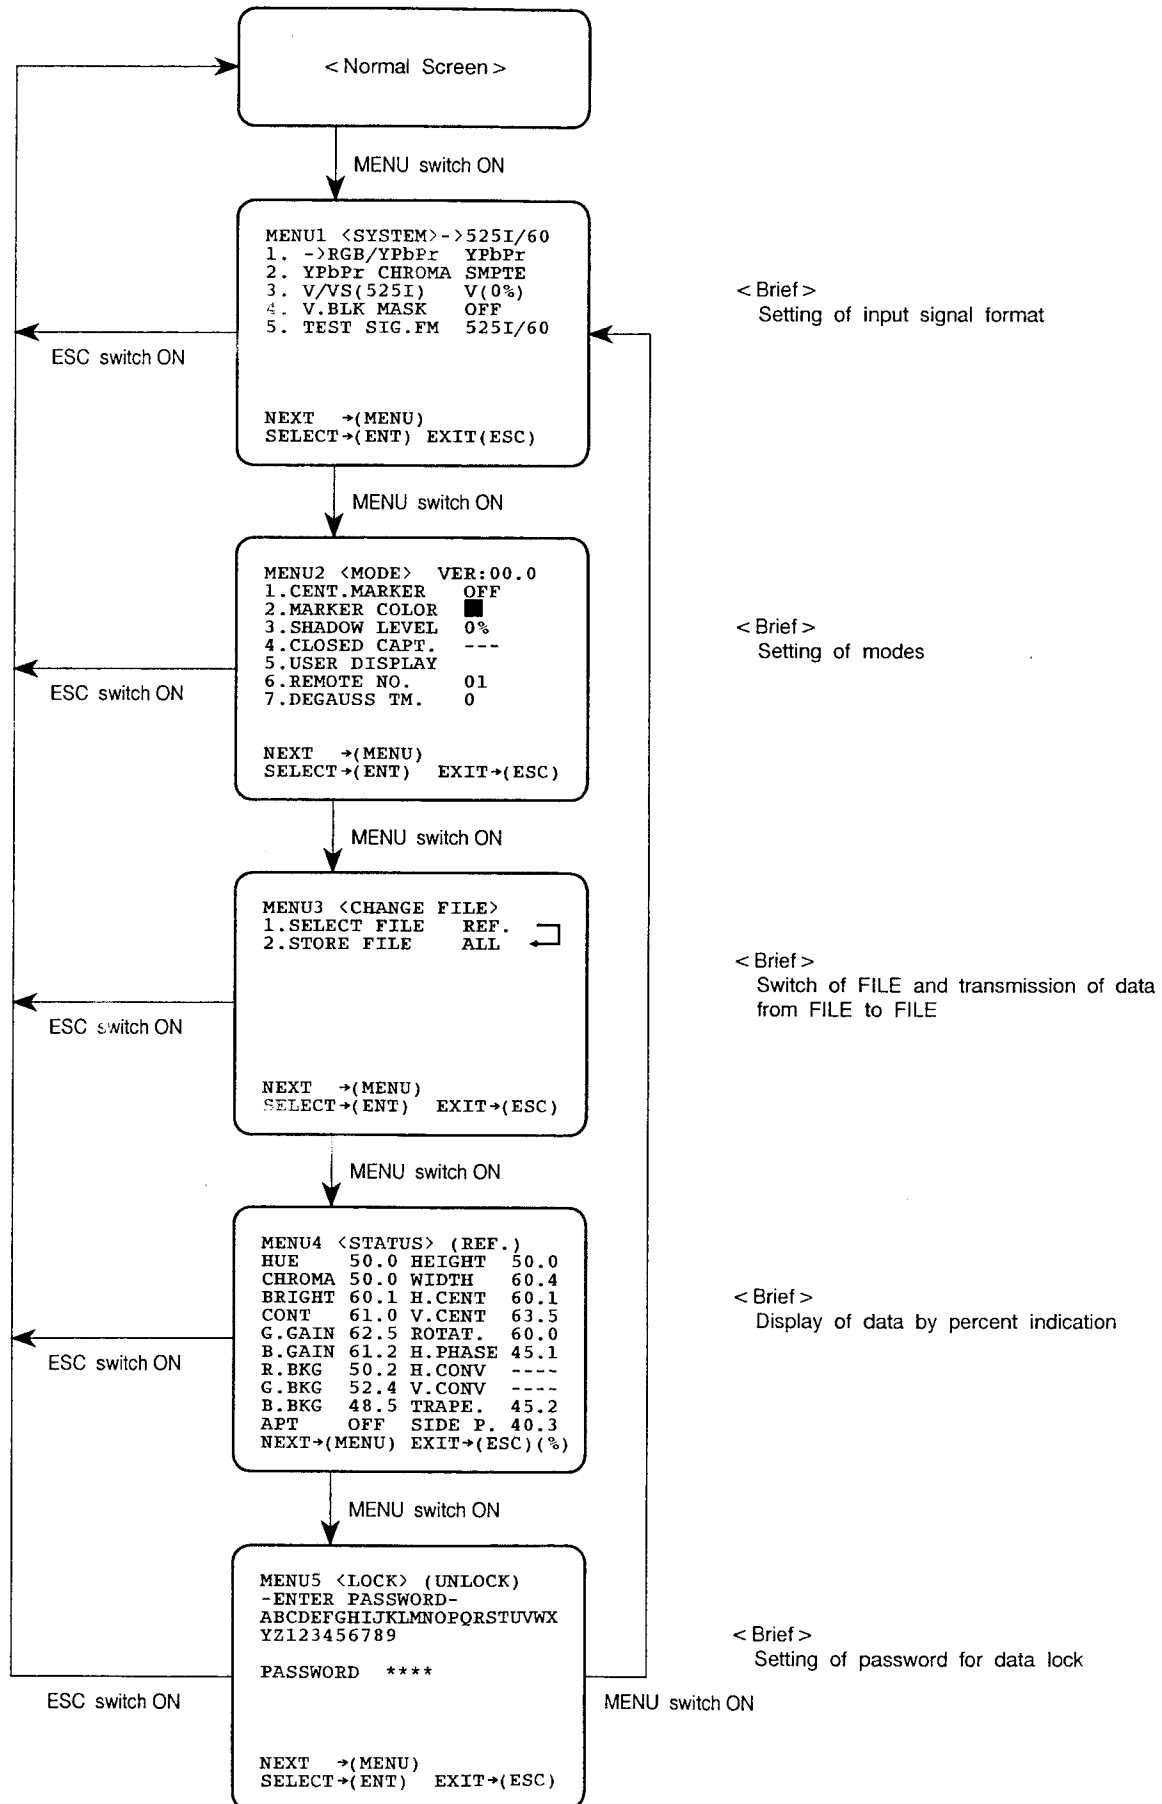 < Normal Screen >
MENU switch ON
MENU1 <SYSTEM>->525I/60
1. ->RGB/YPbPr YPbPr
2. YPbPr CHROMA SMPTE
3. V/VS(525I) V(0%)
4. V.BLK MASK OFF
5. TEST SIG.FM 525I/60
NEXT →(MENU)
SELECT→(ENT) EXIT(ESC)
< Brief >
Setting of input signal format
ESC switch ON
MENU switch ON
MENU2 <MODE> VER:00.0
1.CENT.MARKER OFF
2.MARKER COLOR
3.SHADOW LEVEL 0%
4.CLOSED CAPT. ---
5.USER DISPLAY
6.REMOTE NO. 01
7.DEGAUSS TM. 0
NEXT →(MENU)
SELECT→(ENT) EXIT→(ESC)
< Brief >
Setting of modes
ESC switch ON
MENU switch ON
MENU3 <CHANGE FILE>
1.SELECT FILE REF.
2.STORE FILE ALL
NEXT →(MENU)
SELECT→(ENT) EXIT→(ESC)
< Brief >
Switch of FILE and transmission of data
from FILE to FILE
ESC switch ON
MENU switch ON
MENU4 <STATUS> (REF.)
HUE 50.0 HEIGHT 50.0
CHROMA 50.0 WIDTH 60.4
BRIGHT 60.1 H.CENT 60.1
CONT 61.0 V.CENT 63.5
G.GAIN 62.5 ROTAT. 60.0
B.GAIN 61.2 H.PHASE 45.1
R.BKG 50.2 H.CONV ----
G.BKG 52.4 V.CONV ----
B.BKG 48.5 TRAPE. 45.2
APT OFF SIDE P. 40.3
NEXT→(MENU) EXIT→(ESC)(%)
< Brief >
Display of data by percent indication
ESC switch ON
MENU switch ON
MENU5 <LOCK> (UNLOCK)
-ENTER PASSWORD-
ABCDEFGHIJKLMNOPQRSTUVWX
YZ123456789
PASSWORD ****
NEXT →(MENU)
SELECT→(ENT) EXIT→(ESC)
< Brief >
Setting of password for data lock
ESC switch ON
MENU switch ON